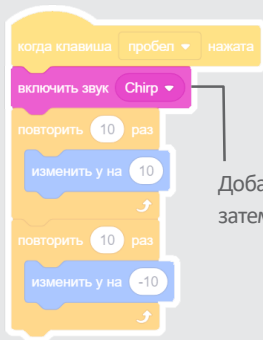 когда клавиша пробел нажата
включить звук Chirp
повторить 10 раз
изменить y на 10
Доба
затем
повторить 10 раз
изменить y на -10